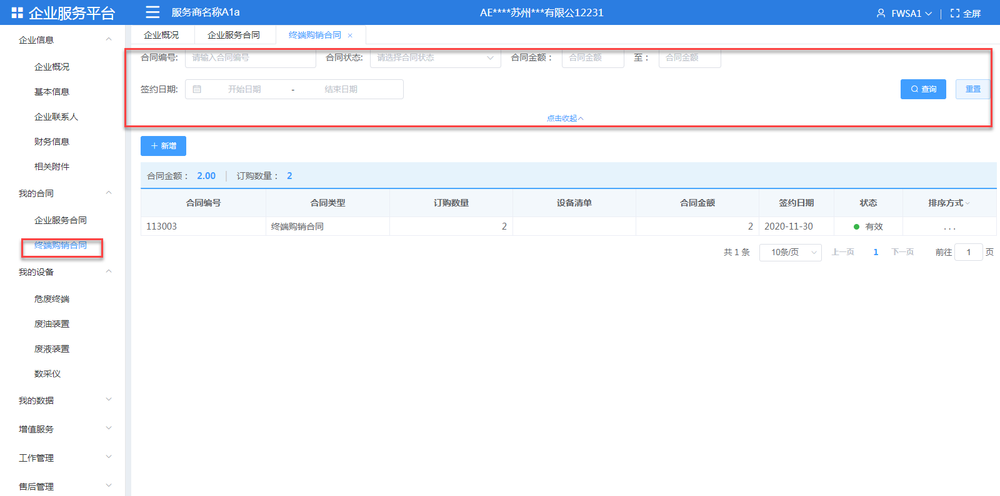 企业服务平台 服务商名称A1a AE****苏州***有限公12231 FWSA1 全屏
企业信息
企业概况
基本信息
企业联系人
财务信息
相关附件
我的合同
企业服务合同
终端购销合同
我的设备
危废终端
废油装置
废液装置
数采仪
我的数据
增值服务
工作管理
售后管理
企业概况 企业服务合同 终端购销合同 ×
合同编号: 请输入合同编号 合同状态: 请选择合同状态 合同金额： 合同金额 至： 合同金额
签约日期: 开始日期 - 结束日期 查询 重置
点击收起
新增
合同金额： 2.00 订购数量： 2
合同编号 合同类型 订购数量 设备清单 合同金额 签约日期 状态 排序方式
113003 终端购销合同 2 2 2020-11-30 有效 ...
共 1 条 10条/页 上一页 1 下一页 前往 1 页